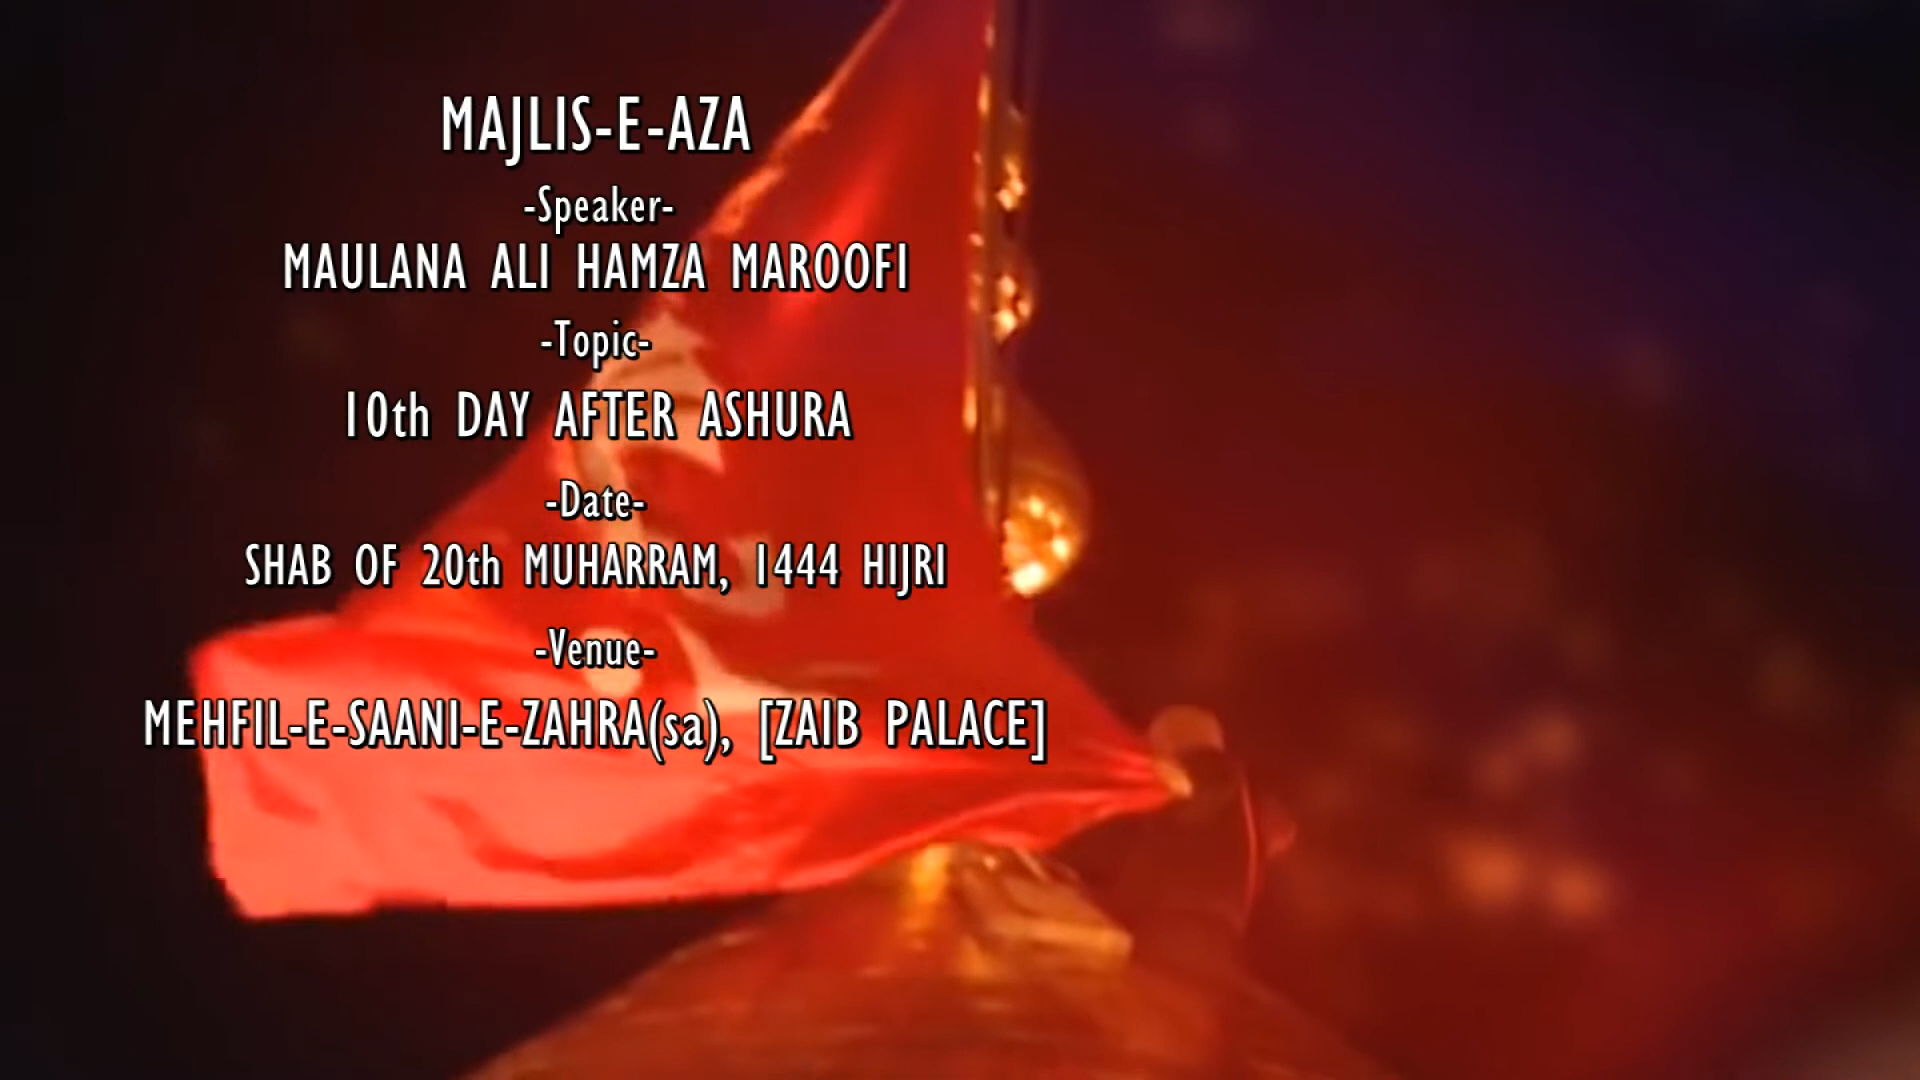 MAJLIS-E-AZA
-Speaker-
MAULANA ALI HAMZA MAROOFI
-Topic-
10th DAY AFTER ASHURA
-Date-
SHAB OF 20th MUHARRAM, 1444 HIJRI
-Venue-
MEHFIL-E-SAANI-E-ZAHRA(sa), [ZAIB PALACE]